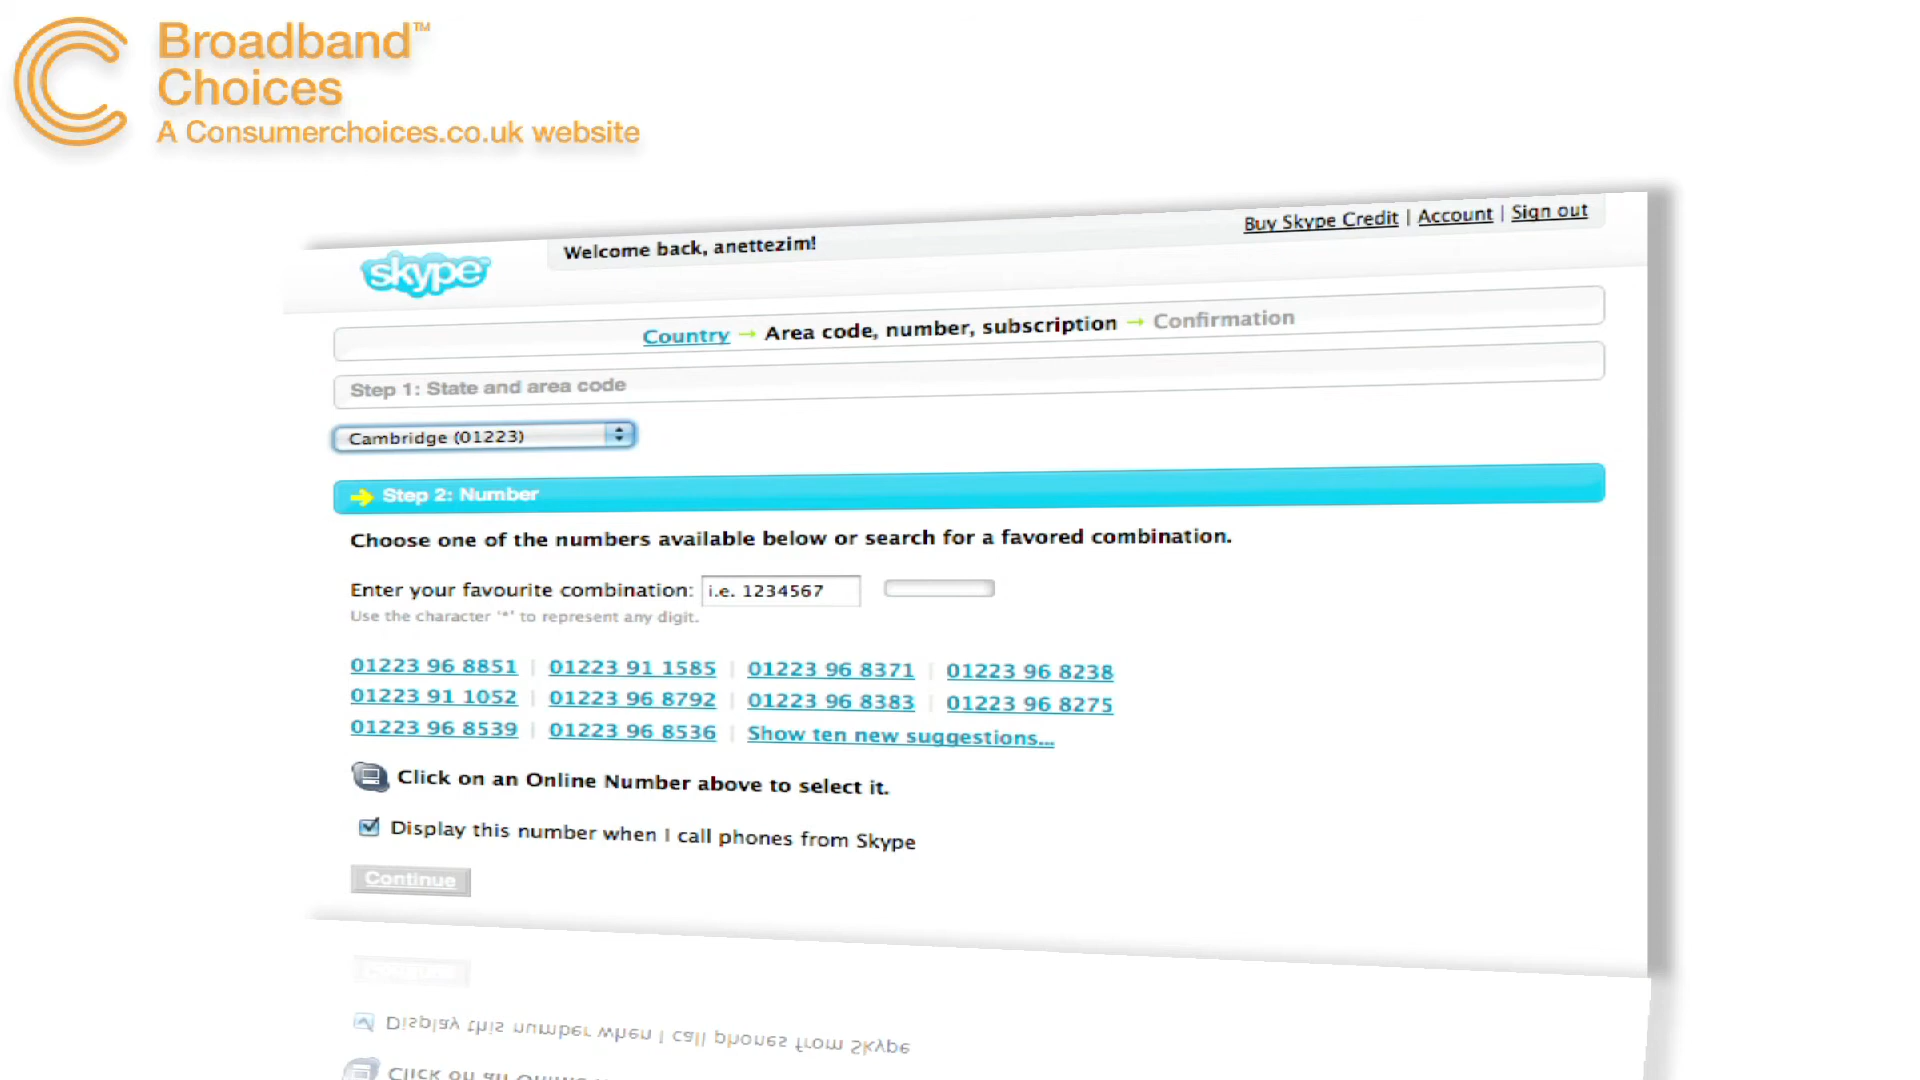 Broadband™
Choices
A Consumerchoices.co.uk website
Buy Skype Credit | Account | Sign out
Welcome back, anettezim!
skype
Country → Area code, number, subscription → Confirmation
Step 1: State and area code
Cambridge (01223)
Step 2: Number
Choose one of the numbers available below or search for a favored combination.
Enter your favourite combination: i.e. 1234567
Use the character '*' to represent any digit.
01223 96 8851 | 01223 91 1585 | 01223 96 8371 | 01223 96 8238
01223 91 1052 | 01223 96 8792 | 01223 96 8383 | 01223 96 8275
01223 96 8539 | 01223 96 8536 | Show ten new suggestions...
Click on an Online Number above to select it.
Display this number when I call phones from Skype
Continue
Display this number when I call phones from Skype
Click on an Online